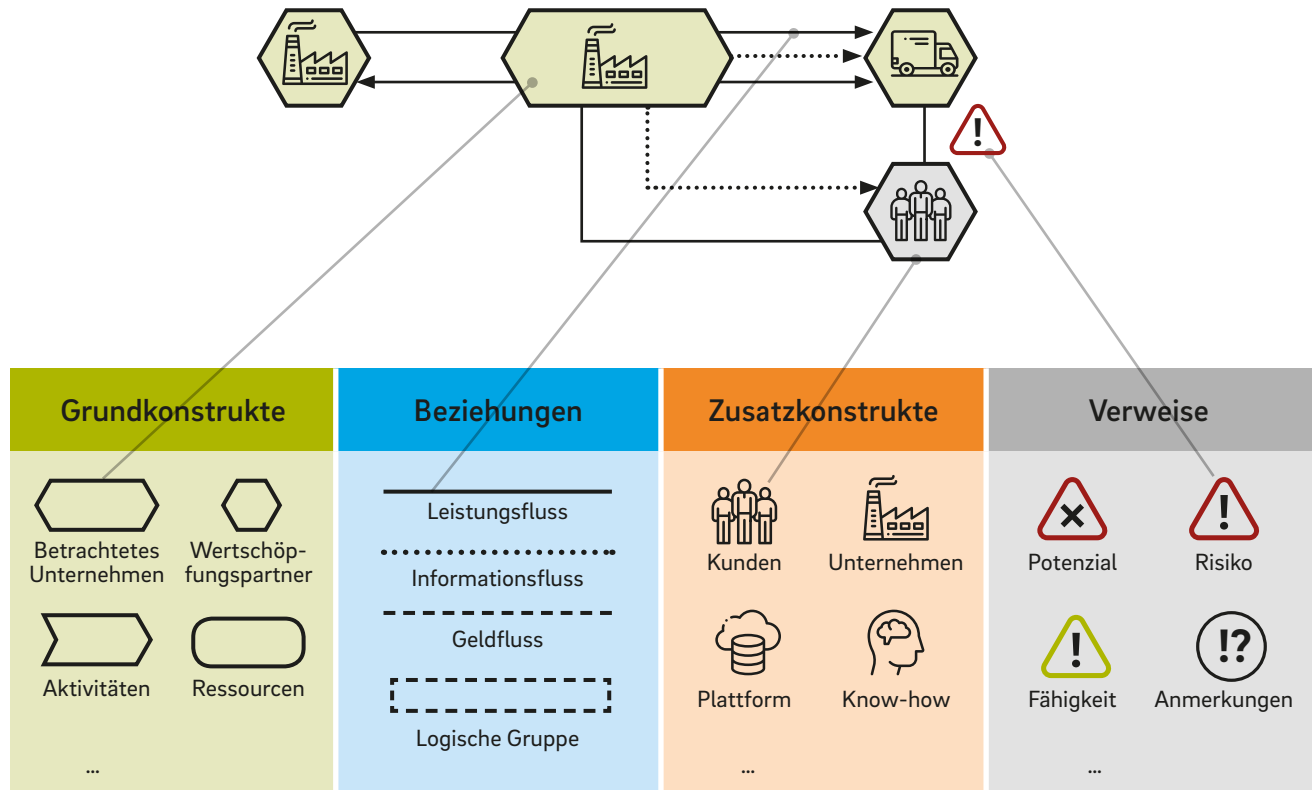 Grundkonstrukte
Beziehungen
Zusatzkonstrukte
Verweise
Betrachtetes
Unternehmen
Wertschöp-
fungspartner
Aktivitäten
Ressourcen
...
Leistungsfluss
Informationsfluss
Geldfluss
Logische Gruppe
Kunden
Unternehmen
Plattform
Know-how
...
Potenzial
Risiko
Fähigkeit
!?
Anmerkungen
...